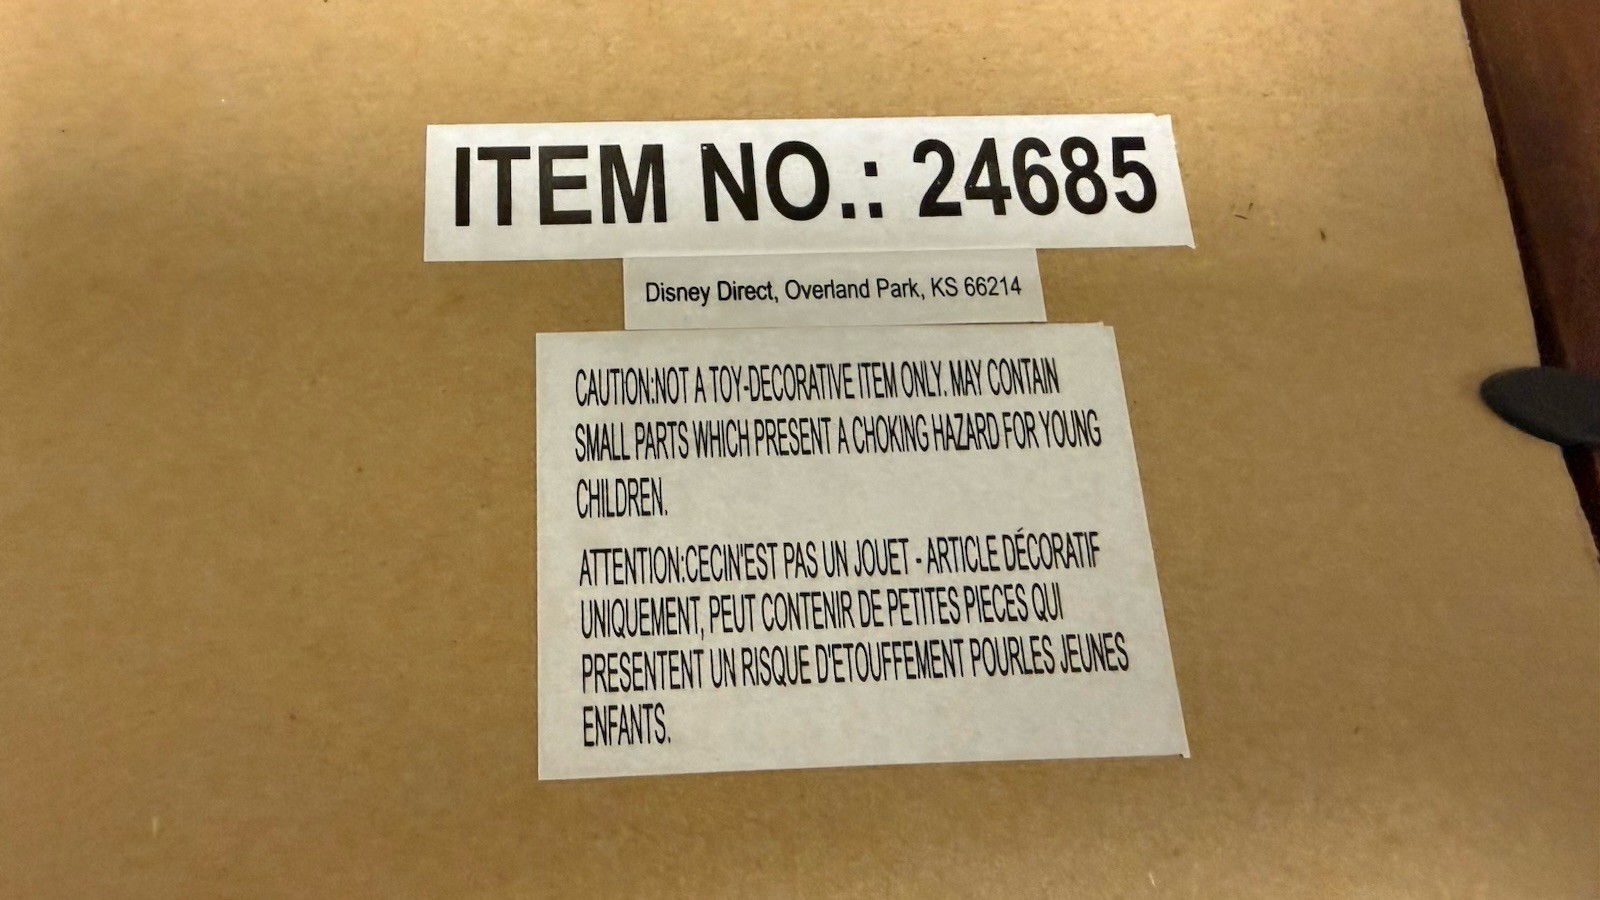 ITEM NO.: 24685
Disney Direct, Overland Park, KS 66214
CAUTION:NOT A TOY-DECORATIVE ITEM ONLY. MAY CONTAIN
SMALL PARTS WHICH PRESENT A CHOKING HAZARD FOR YOUNG
CHILDREN.
ATTENTION:CECIN'EST PAS UN JOUET - ARTICLE DÉCORATIF
UNIQUEMENT, PEUT CONTENIR DE PETITES PIECES QUI
PRESENTENT UN RISQUE D'ETOUFFEMENT POURLES JEUNES
ENFANTS.